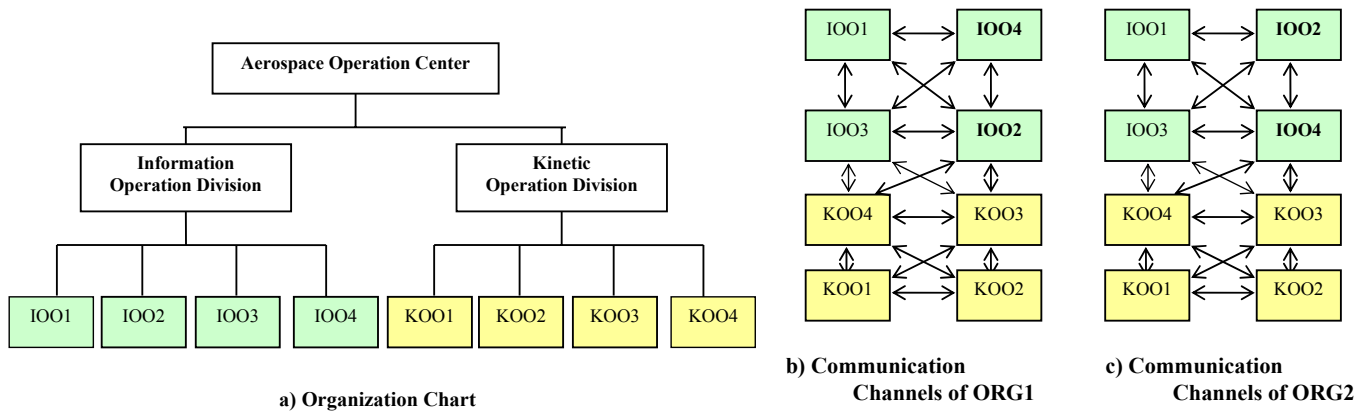 Aerospace Operation Center
Information
Operation Division
Kinetic
Operation Division
IOO1 IOO2 IOO3 IOO4 KOO1 KOO2 KOO3 KOO4
a) Organization Chart
IOO1 IOO4
IOO3 IOO2
KOO4 KOO3
KOO1 KOO2
b) Communication
Channels of ORG1
IOO1 IOO2
IOO3 IOO4
KOO4 KOO3
KOO1 KOO2
c) Communication
Channels of ORG2